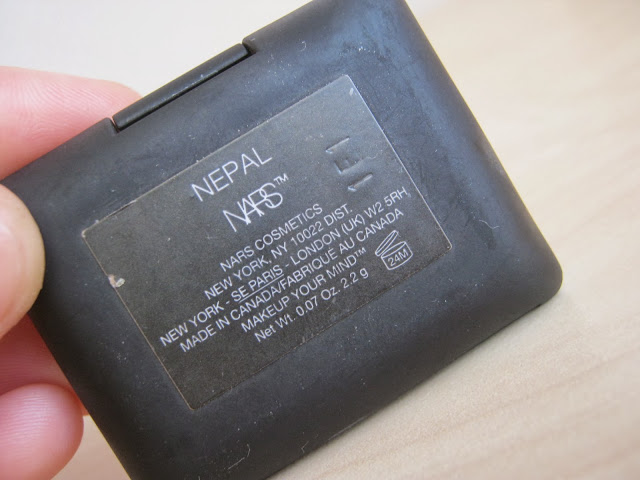 NEPAL
NARS™
NARS COSMETICS
NEW YORK, NY 10022 DIST.
NEW YORK - SE PARIS - LONDON (UK) W2 5RH
MADE IN CANADA/FABRIQUE AU CANADA
MAKEUP YOUR MIND™
Net Wt. 0.07 Oz. 2.2 g
24M
1EI